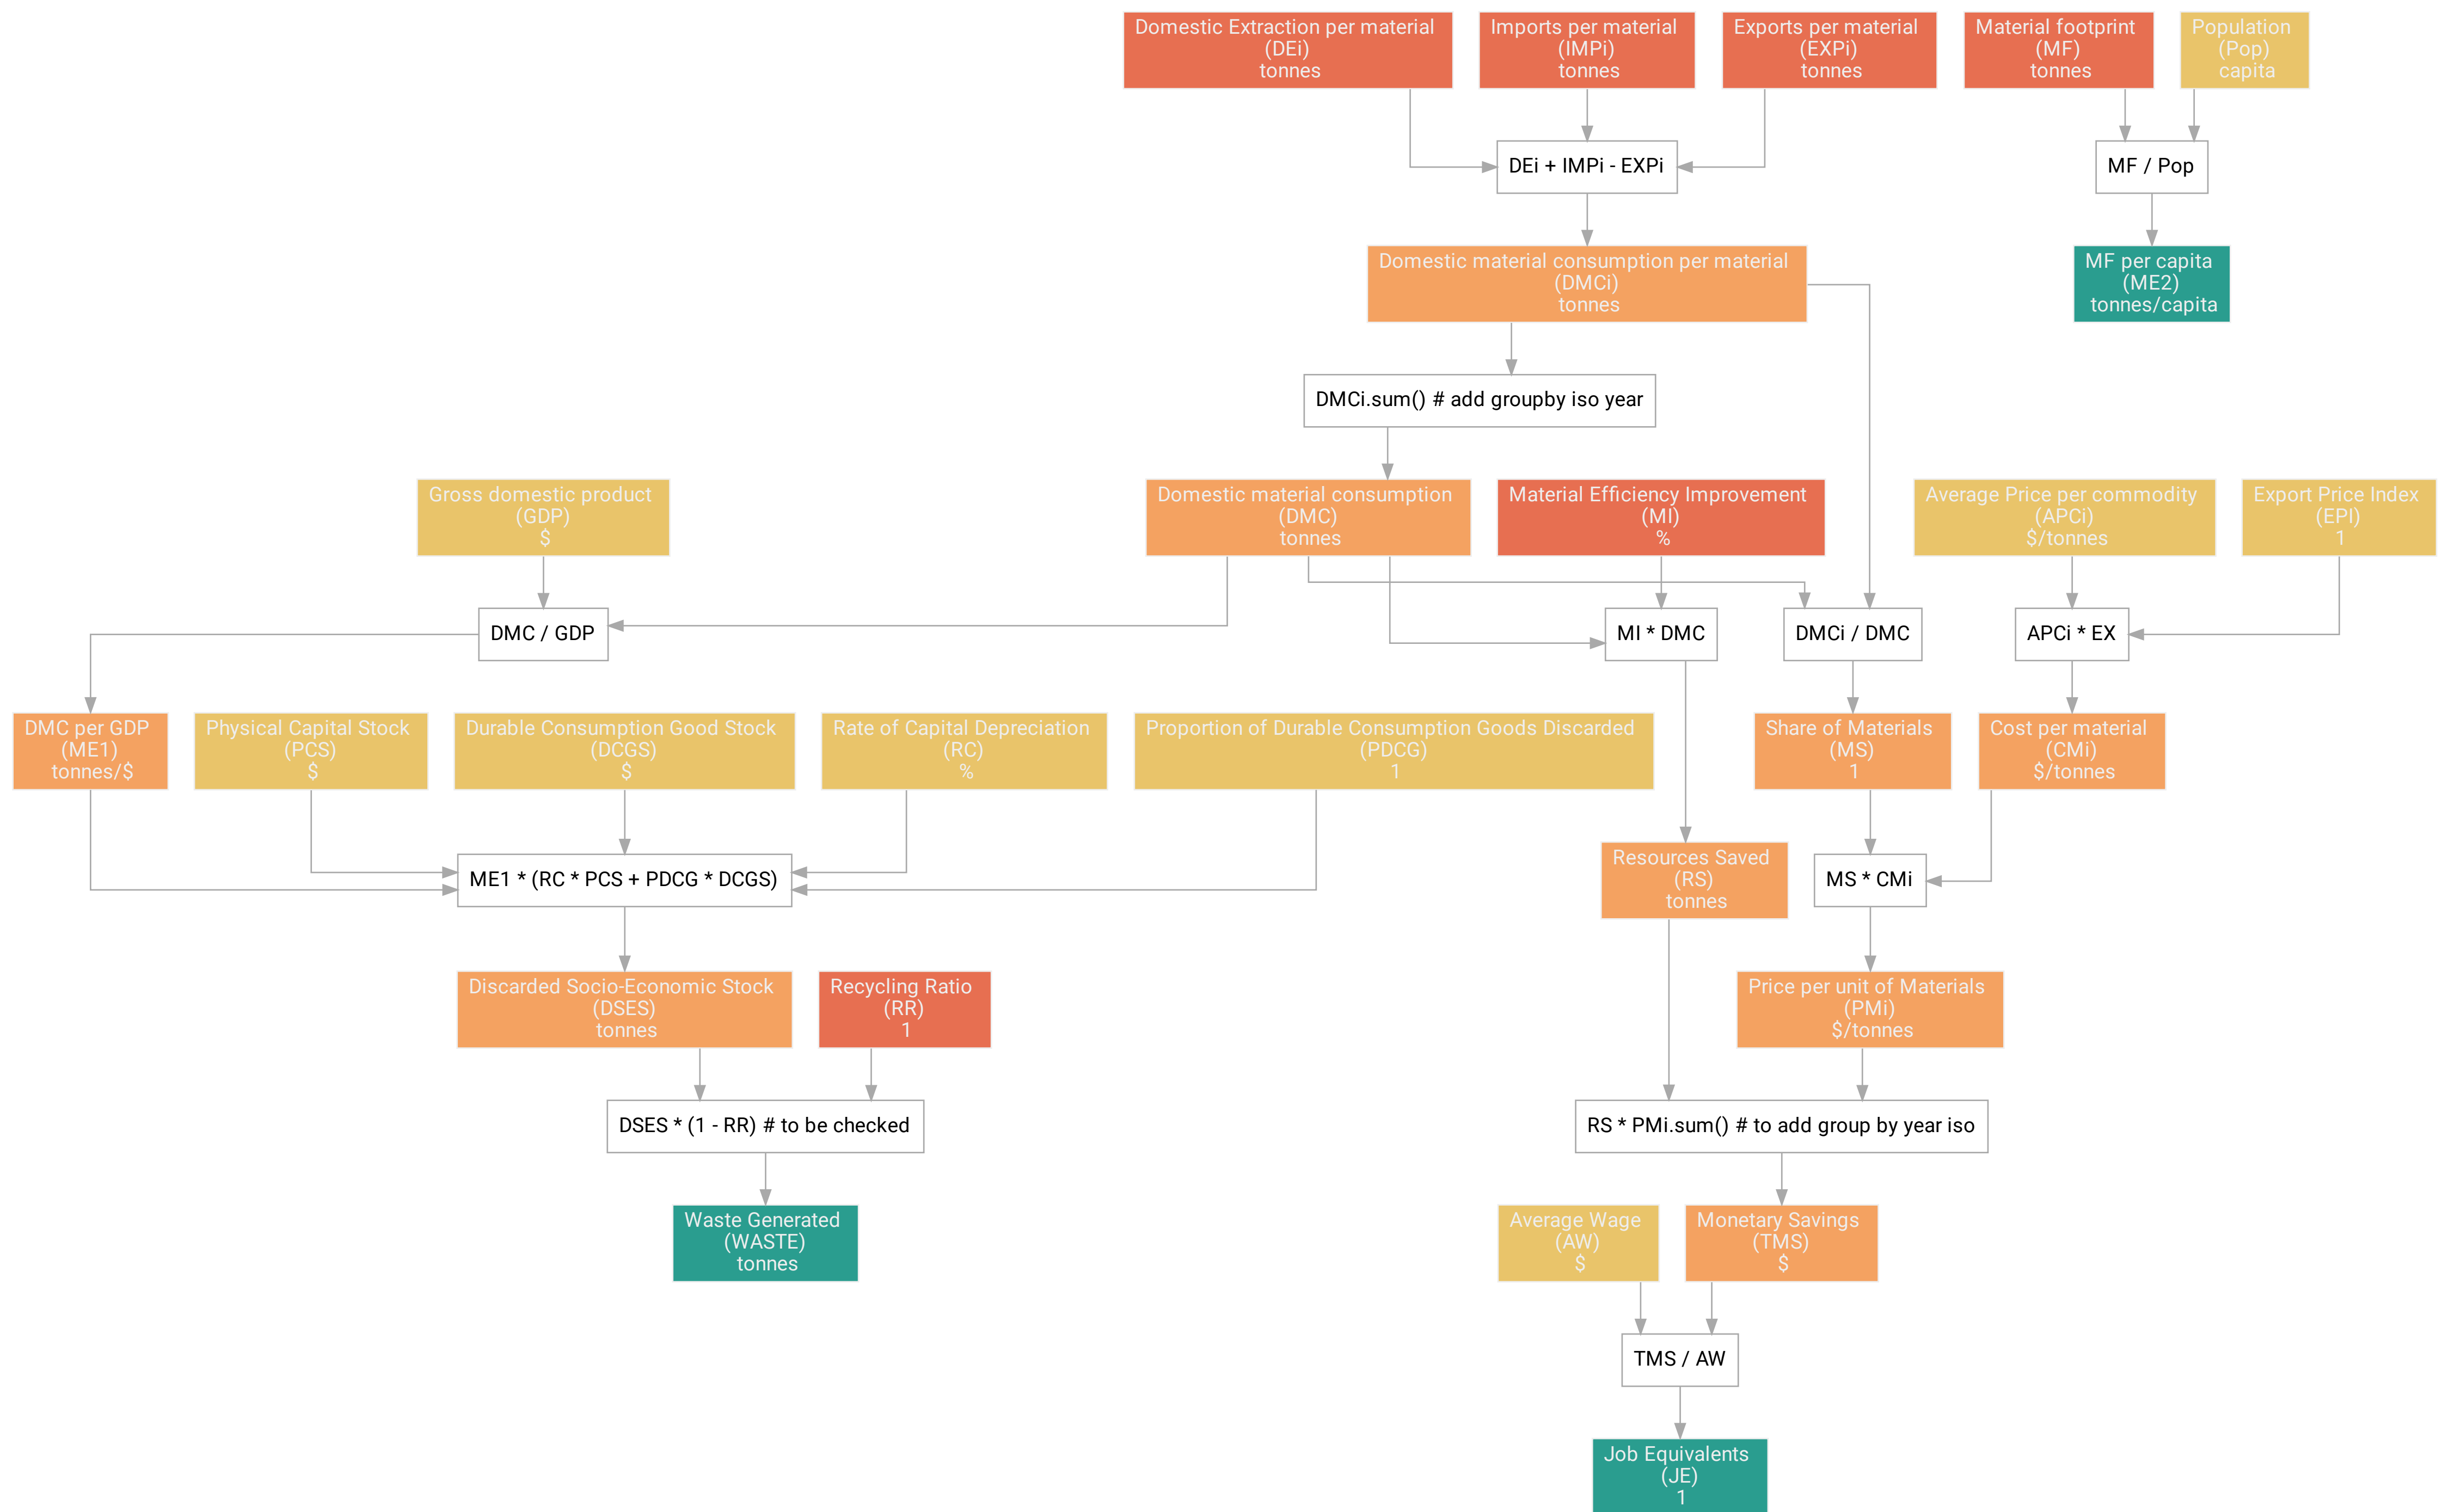 Domestic Extraction per material
(DEi)
tonnes
Imports per material
(IMPi)
tonnes
Exports per material
(EXPi)
tonnes
Material footprint
(MF)
tonnes
Population
(Pop)
capita
DEi + IMPi - EXPi
MF / Pop
Domestic material consumption per material
(DMCi)
tonnes
MF per capita
(ME2)
tonnes/capita
DMCi.sum() # add groupby iso year
Gross domestic product
(GDP)
$
Domestic material consumption
(DMC)
tonnes
Material Efficiency Improvement
(MI)
%
Average Price per commodity
(APCi)
$/tonnes
Export Price Index
(EPI)
1
DMC / GDP
MI * DMC
DMCi / DMC
APCi * EX
DMC per GDP
(ME1)
tonnes/$
Physical Capital Stock
(PCS)
$
Durable Consumption Good Stock
(DCGS)
$
Rate of Capital Depreciation
(RC)
%
Proportion of Durable Consumption Goods Discarded
(PDCG)
1
Share of Materials
(MS)
1
Cost per material
(CMi)
$/tonnes
ME1 * (RC * PCS + PDCG * DCGS)
Resources Saved
(RS)
tonnes
MS * CMi
Discarded Socio-Economic Stock
(DSES)
tonnes
Recycling Ratio
(RR)
1
Price per unit of Materials
(PMi)
$/tonnes
DSES * (1 - RR) # to be checked
RS * PMi.sum() # to add group by year iso
Waste Generated
(WASTE)
tonnes
Average Wage
(AW)
$
Monetary Savings
(TMS)
$
TMS / AW
Job Equivalents
(JE)
1